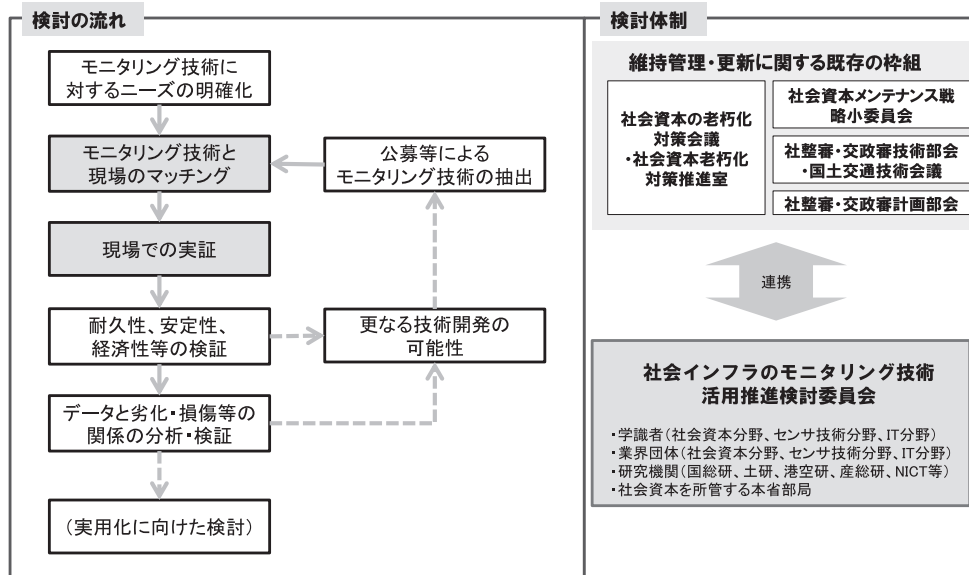 検討の流れ
モニタリング技術に
対するニーズの明確化
モニタリング技術と
現場のマッチング
公募等による
モニタリング技術の抽出
現場での実証
耐久性、安定性、
経済性等の検証
更なる技術開発の
可能性
データと劣化・損傷等の
関係の分析・検証
(実用化に向けた検討)
検討体制
維持管理・更新に関する既存の枠組
社会資本の老朽化
対策会議
・社会資本老朽化
対策推進室
社会資本メンテナンス戦
略小委員会
社整審・交政審技術部会
・国土交通技術会議
社整審・交政審計画部会
連携
社会インフラのモニタリング技術
活用推進検討委員会
・学識者(社会資本分野、センサ技術分野、IT分野)
・業界団体(社会資本分野、センサ技術分野、IT分野)
・研究機関(国総研、土研、港空研、産総研、NICT等)
・社会資本を所管する本省部局